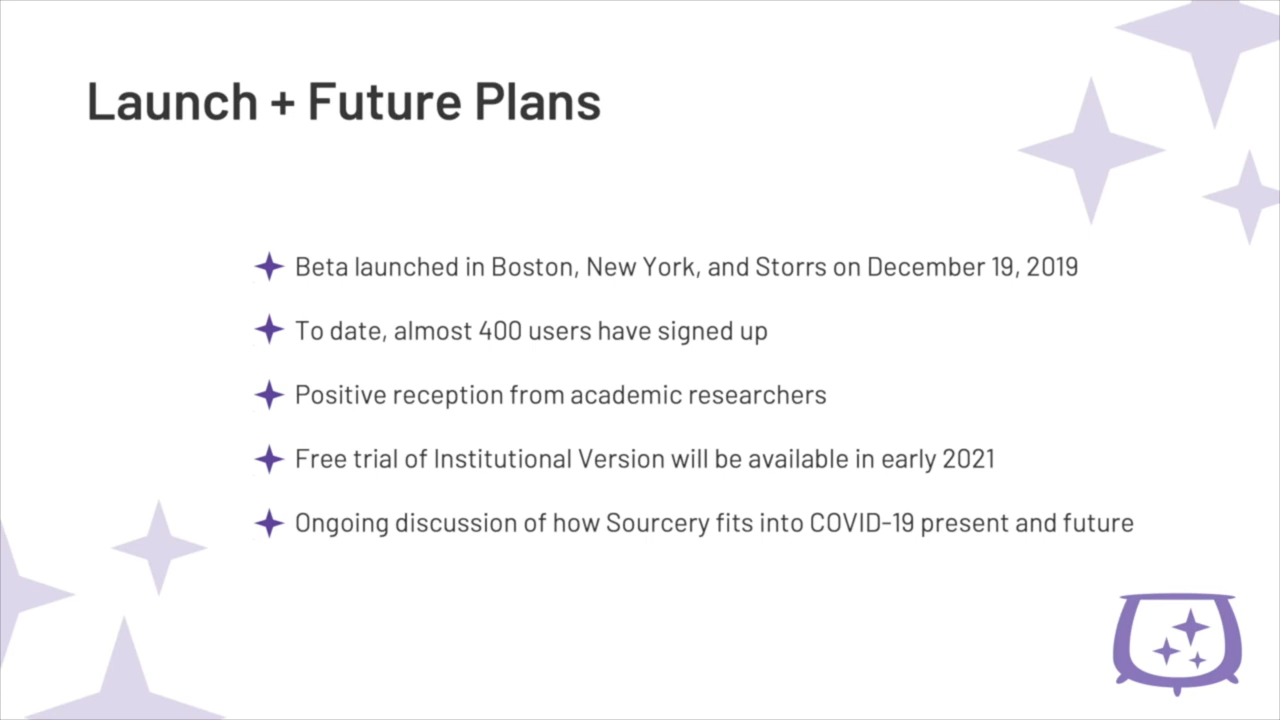 Launch + Future Plans
Beta launched in Boston, New York, and Storrs on December 19, 2019
To date, almost 400 users have signed up
Positive reception from academic researchers
Free trial of Institutional Version will be available in early 2021
Ongoing discussion of how Sourcery fits into COVID-19 present and future